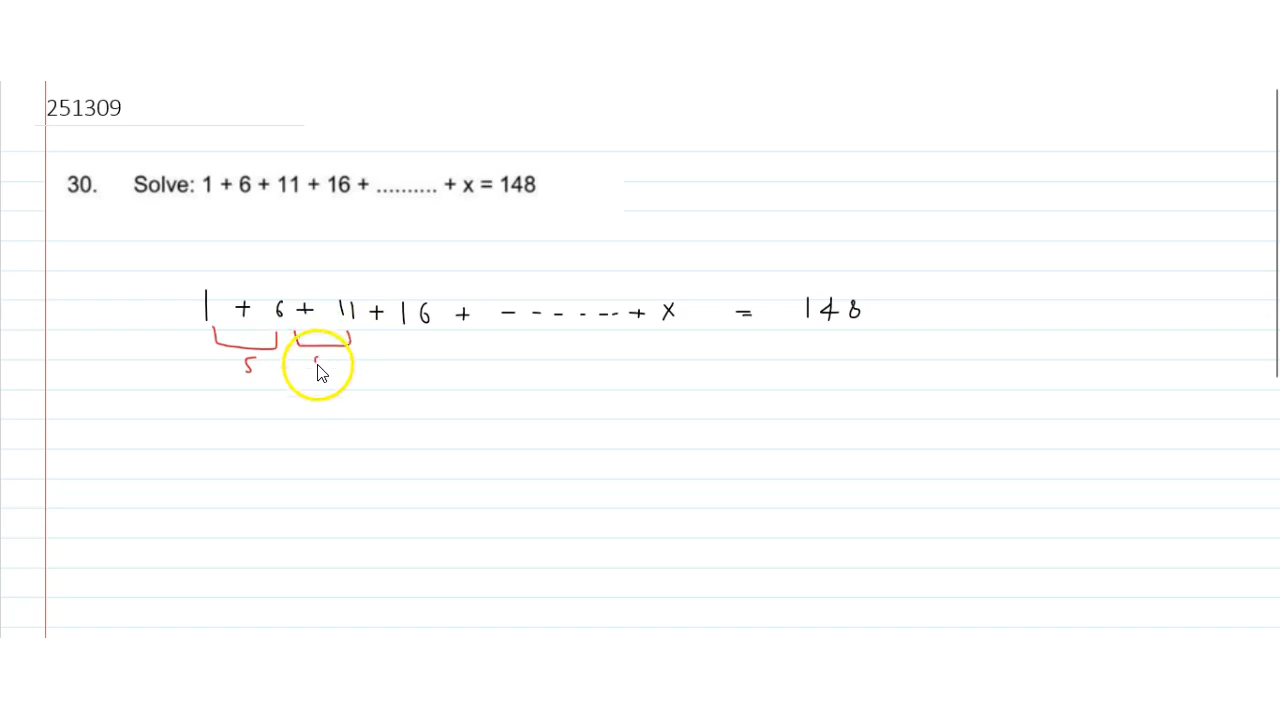 251309
30. Solve: 1 + 6 + 11 + 16 + .......... + x = 148
1 + 6 + 11 + 16 + - - - - - - - + x = 148
5